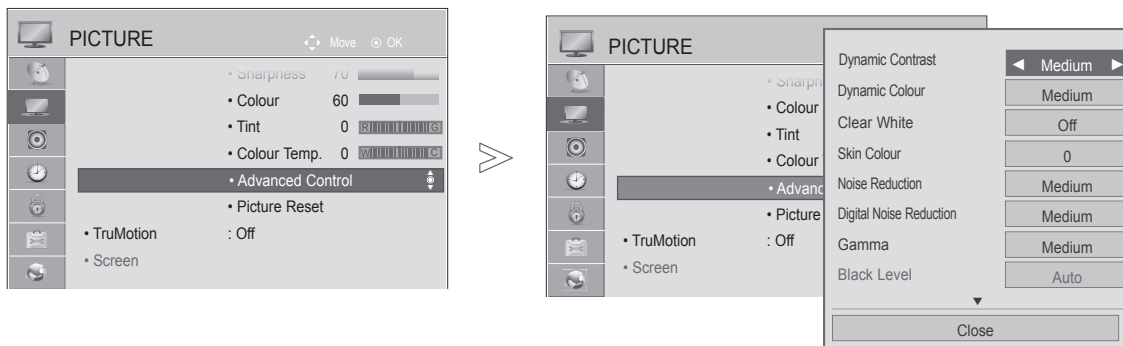 PICTURE
Move OK
• Sharpness 70
• Colour 60
• Tint 0 R G
• Colour Temp. 0 W C
• Advanced Control
• Picture Reset
• TruMotion : Off
• Screen
PICTURE
• Sharpn
• Colour
• Tint
• Colour
• Advanc
• Picture
• TruMotion : Off
• Screen
Dynamic Contrast ◀ Medium ▶
Dynamic Colour Medium
Clear White Off
Skin Colour 0
Noise Reduction Medium
Digital Noise Reduction Medium
Gamma Medium
Black Level Auto
▼
Close